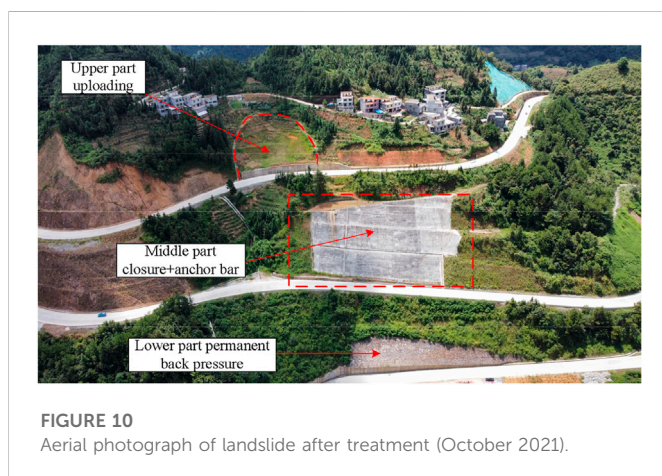 Upper part
uploading
Middle part
closure+anchor bar
Lower part permanent
back pressure
FIGURE 10
Aerial photograph of landslide after treatment (October 2021).